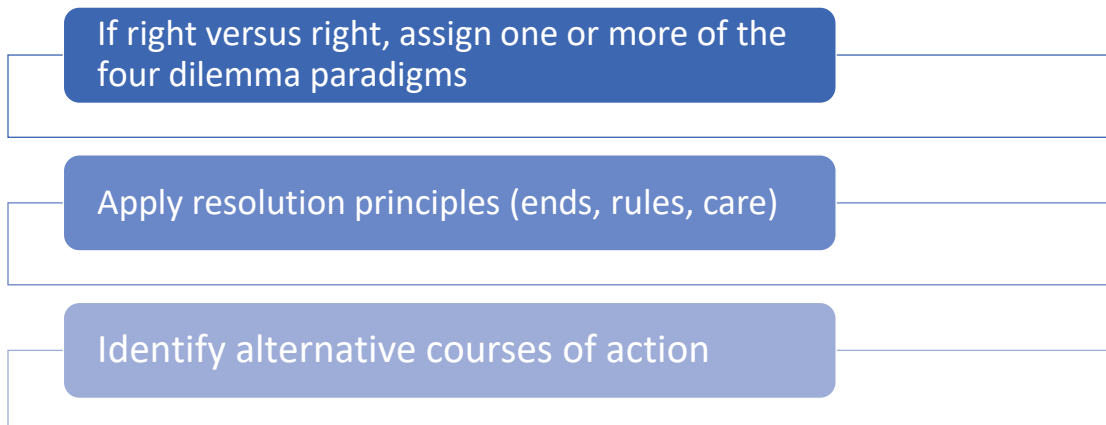 If right versus right, assign one or more of the
four dilemma paradigms
Apply resolution principles (ends, rules, care)
Identify alternative courses of action